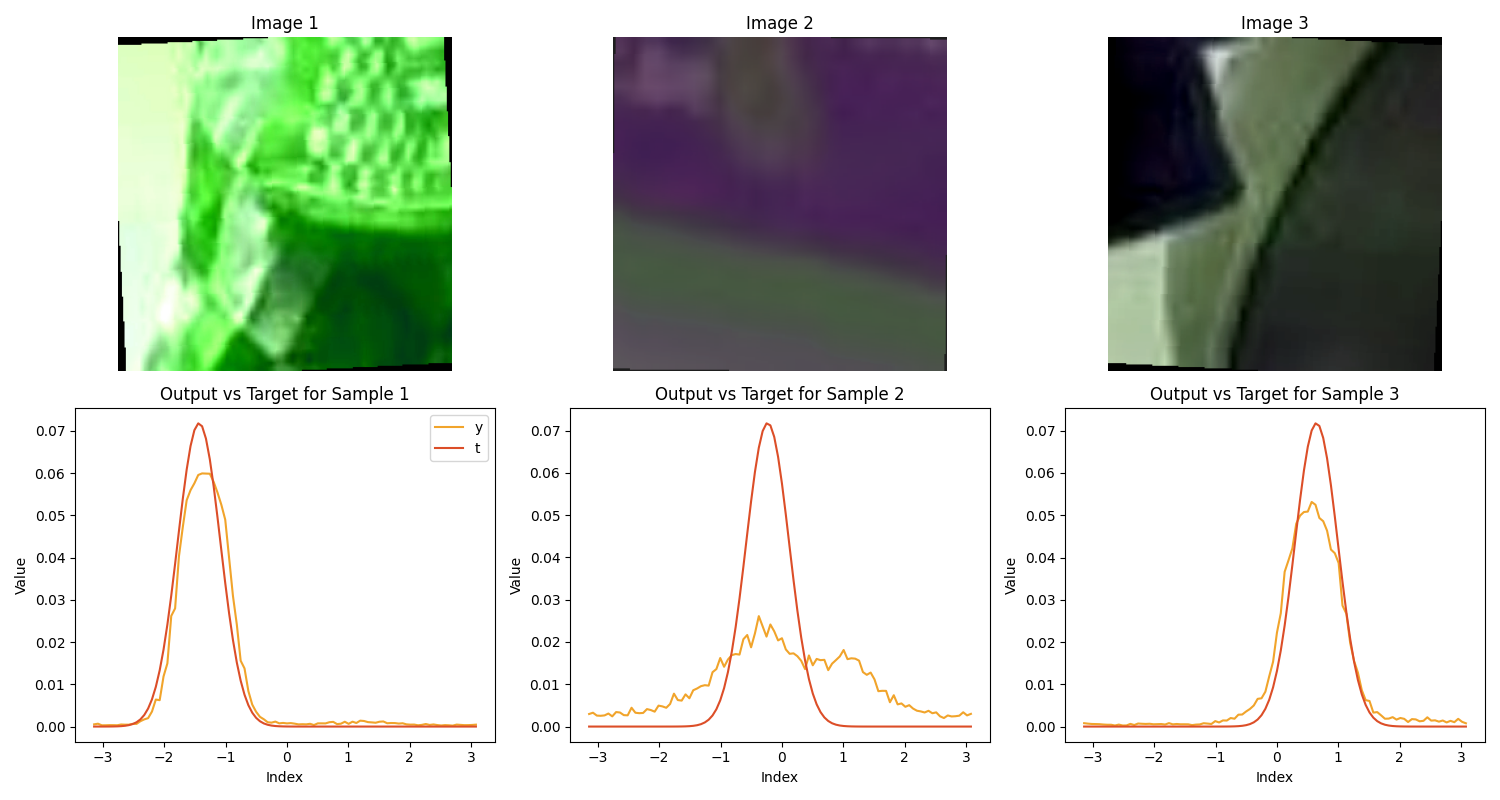 Image 1
Image 2
Image 3
Output vs Target for Sample 1
Output vs Target for Sample 2
Output vs Target for Sample 3
0.07
0.06
0.05
0.04
0.03
0.02
0.01
0.00
Value
−3 −2 −1 0 1 2 3
Index
y
t
0.07
0.06
0.05
0.04
0.03
0.02
0.01
0.00
Value
−3 −2 −1 0 1 2 3
Index
0.07
0.06
0.05
0.04
0.03
0.02
0.01
0.00
Value
−3 −2 −1 0 1 2 3
Index